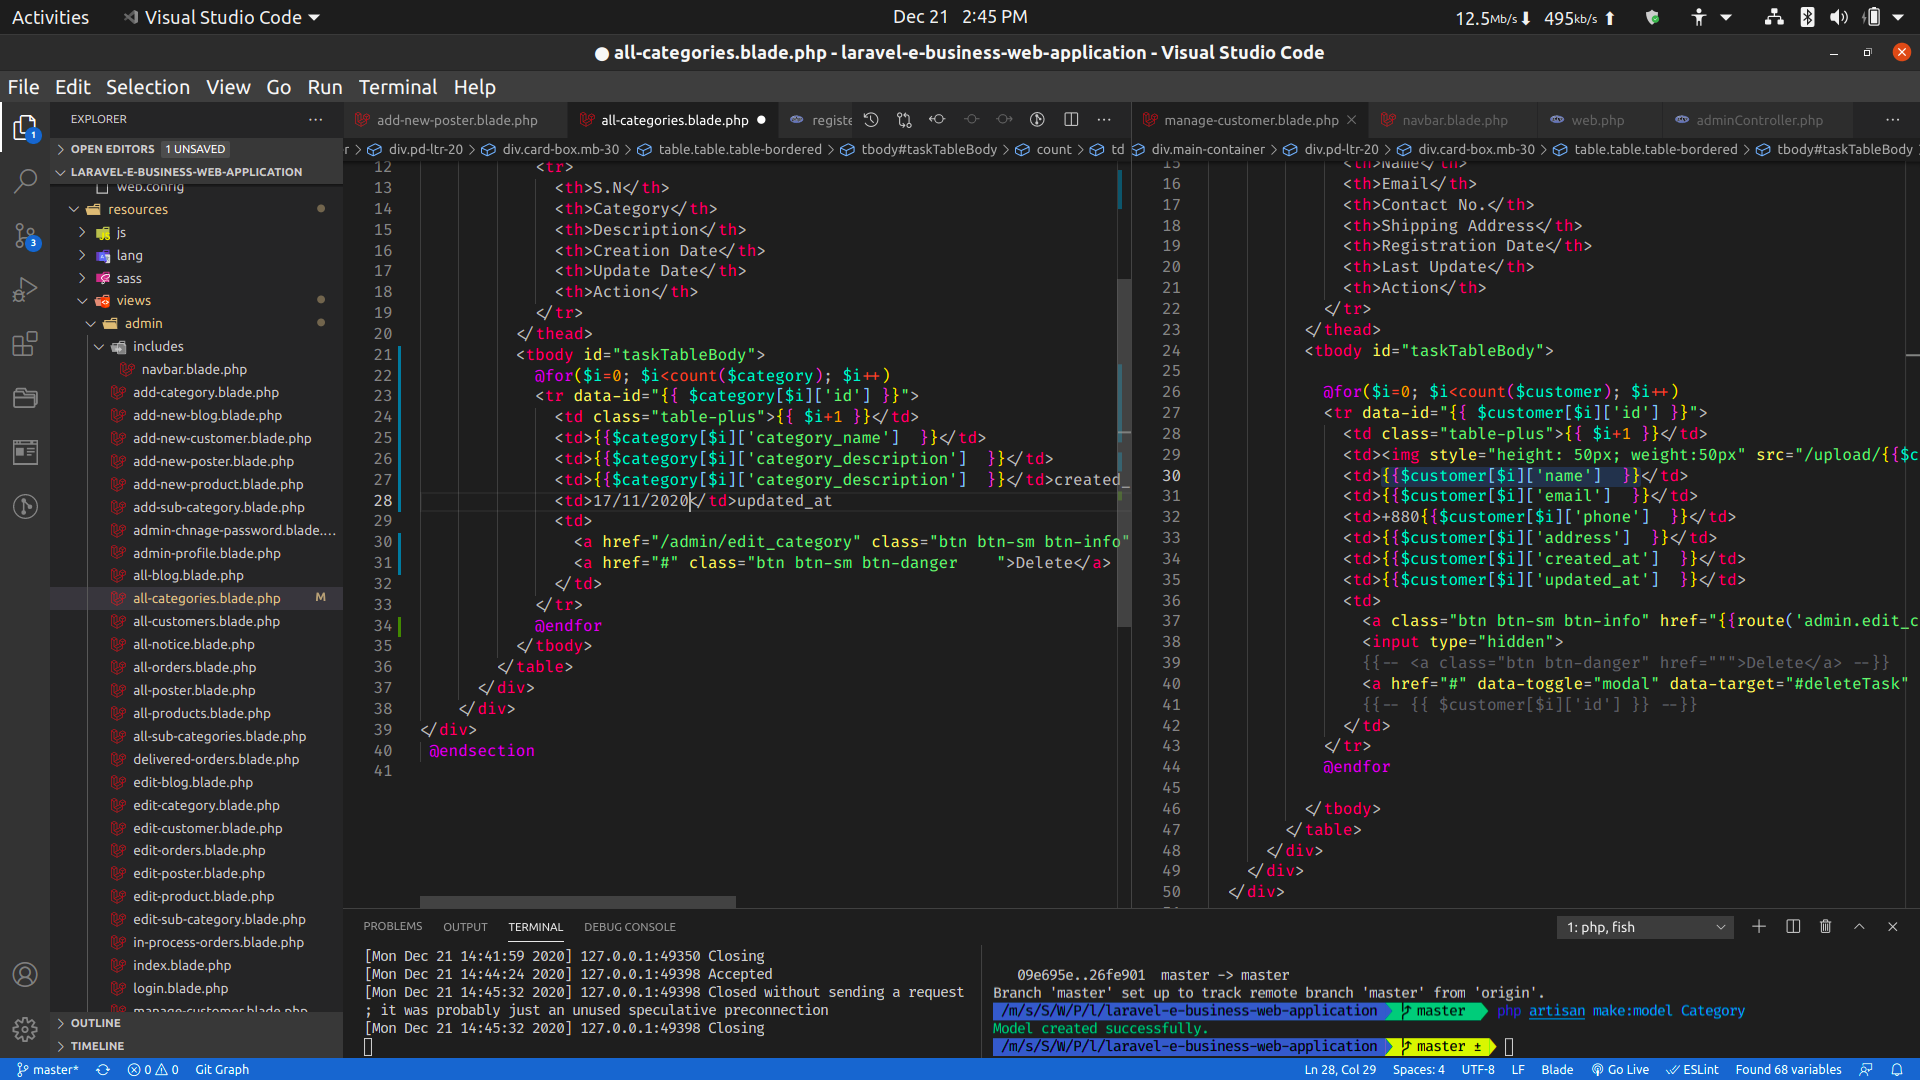 Activities
Visual Studio Code
Dec 21 2:45 PM
12.5Mb/s 495kb/s
● all-categories.blade.php - laravel-e-business-web-application - Visual Studio Code
File Edit Selection View Go Run Terminal Help
EXPLORER
OPEN EDITORS 1 UNSAVED
LARAVEL-E-BUSINESS-WEB-APPLICATION
web.config
resources
js
lang
sass
views
admin
includes
navbar.blade.php
add-category.blade.php
add-new-blog.blade.php
add-new-customer.blade.php
add-new-poster.blade.php
add-new-product.blade.php
add-sub-category.blade.php
admin-chnage-password.blade....
admin-profile.blade.php
all-blog.blade.php
all-categories.blade.php M
all-customers.blade.php
all-notice.blade.php
all-orders.blade.php
all-poster.blade.php
all-products.blade.php
all-sub-categories.blade.php
delivered-orders.blade.php
edit-blog.blade.php
edit-category.blade.php
edit-customer.blade.php
edit-orders.blade.php
edit-poster.blade.php
edit-product.blade.php
edit-sub-category.blade.php
in-process-orders.blade.php
index.blade.php
login.blade.php
manage-customer.blade.php
OUTLINE
TIMELINE
1
3
add-new-poster.blade.php all-categories.blade.php ● registe
er > div.pd-ltr-20 > div.card-box.mb-30 > table.table.table-bordered > tbody#taskTableBody > count > td
12 <tr>
13 <th>S.N</th>
14 <th>Category</th>
15 <th>Description</th>
16 <th>Creation Date</th>
17 <th>Update Date</th>
18 <th>Action</th>
19 </tr>
20 </thead>
21 <tbody id="taskTableBody">
22 @for($i=0; $i<count($category); $i++)
23 <tr data-id="{{ $category[$i]['id'] }}">
24 <td class="table-plus">{{ $i+1 }}</td>
25 <td>{{$category[$i]['category_name']  }}</td>
26 <td>{{$category[$i]['category_description']  }}</td>
27 <td>{{$category[$i]['category_description']  }}</td>created_
28 <td>17/11/2020</td>updated_at
29 <td>
30 <a href="/admin/edit_category" class="btn btn-sm btn-info"
31 <a href="#" class="btn btn-sm btn-danger    ">Delete</a>
32 </td>
33 </tr>
34 @endfor
35 </tbody>
36 </table>
37 </div>
38 </div>
39 </div>
40 @endsection
41
manage-customer.blade.php navbar.blade.php web.php adminController.php
div.main-container > div.pd-ltr-20 > div.card-box.mb-30 > table.table.table-bordered > tbody#taskTableBody
15 <th>Name</th>
16 <th>Email</th>
17 <th>Contact No.</th>
18 <th>Shipping Address</th>
19 <th>Registration Date</th>
20 <th>Last Update</th>
21 <th>Action</th>
22 </tr>
23 </thead>
24 <tbody id="taskTableBody">
25
26 @for($i=0; $i<count($customer); $i++)
27 <tr data-id="{{ $customer[$i]['id'] }}">
28 <td class="table-plus">{{ $i+1 }}</td>
29 <td><img style="height: 50px; weight:50px" src="/upload/{{$c
30 <td>{{$customer[$i]['name']  }}</td>
31 <td>{{$customer[$i]['email']  }}</td>
32 <td>+880{{$customer[$i]['phone']  }}</td>
33 <td>{{$customer[$i]['address']  }}</td>
34 <td>{{$customer[$i]['created_at']  }}</td>
35 <td>{{$customer[$i]['updated_at']  }}</td>
36 <td>
37 <a class="btn btn-sm btn-info" href="{{route('admin.edit_c
38 <input type="hidden">
39 {{-- <a class="btn btn-danger" href=""">Delete</a> --}}
40 <a href="#" data-toggle="modal" data-target="#deleteTask"
41 {{-- {{ $customer[$i]['id'] }} --}}
42 </td>
43 </tr>
44 @endfor
45
46 </tbody>
47 </table>
48 </div>
49 </div>
50 </div>
PROBLEMS OUTPUT TERMINAL DEBUG CONSOLE
1: php, fish
[Mon Dec 21 14:41:59 2020] 127.0.0.1:49350 Closing
[Mon Dec 21 14:44:24 2020] 127.0.0.1:49398 Accepted
[Mon Dec 21 14:45:32 2020] 127.0.0.1:49398 Closed without sending a request
; it was probably just an unused speculative preconnection
[Mon Dec 21 14:45:32 2020] 127.0.0.1:49398 Closing
09e695e..26fe901  master -> master
Branch 'master' set up to track remote branch 'master' from 'origin'.
/m/s/S/W/P/l/laravel-e-business-web-application master php artisan make:model Category
Model created successfully.
/m/s/S/W/P/l/laravel-e-business-web-application master ±
master* 0 0 Git Graph
Ln 28, Col 29 Spaces: 4 UTF-8 LF Blade Go Live ESLint Found 68 variables